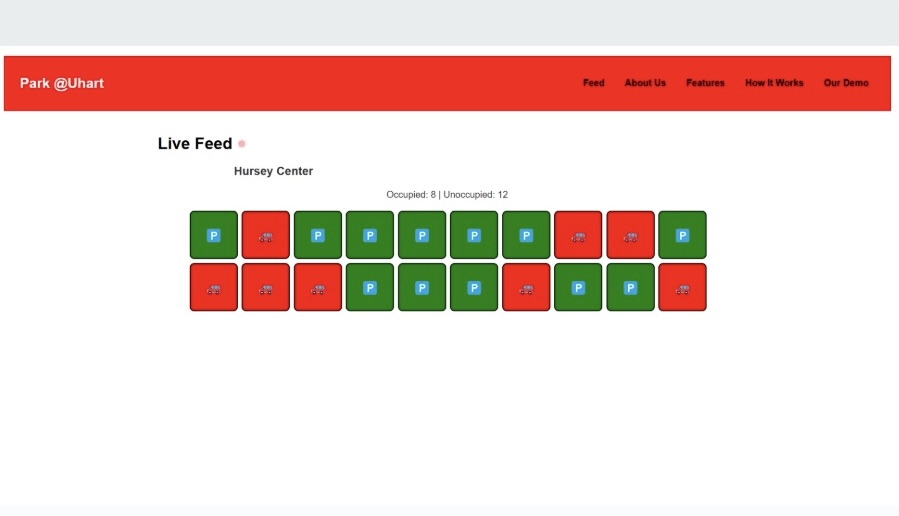 Park @Uhart
Feed About Us Features How It Works Our Demo
Live Feed
Hursey Center
Occupied: 8 | Unoccupied: 12
P P P P P P P
P P P P P